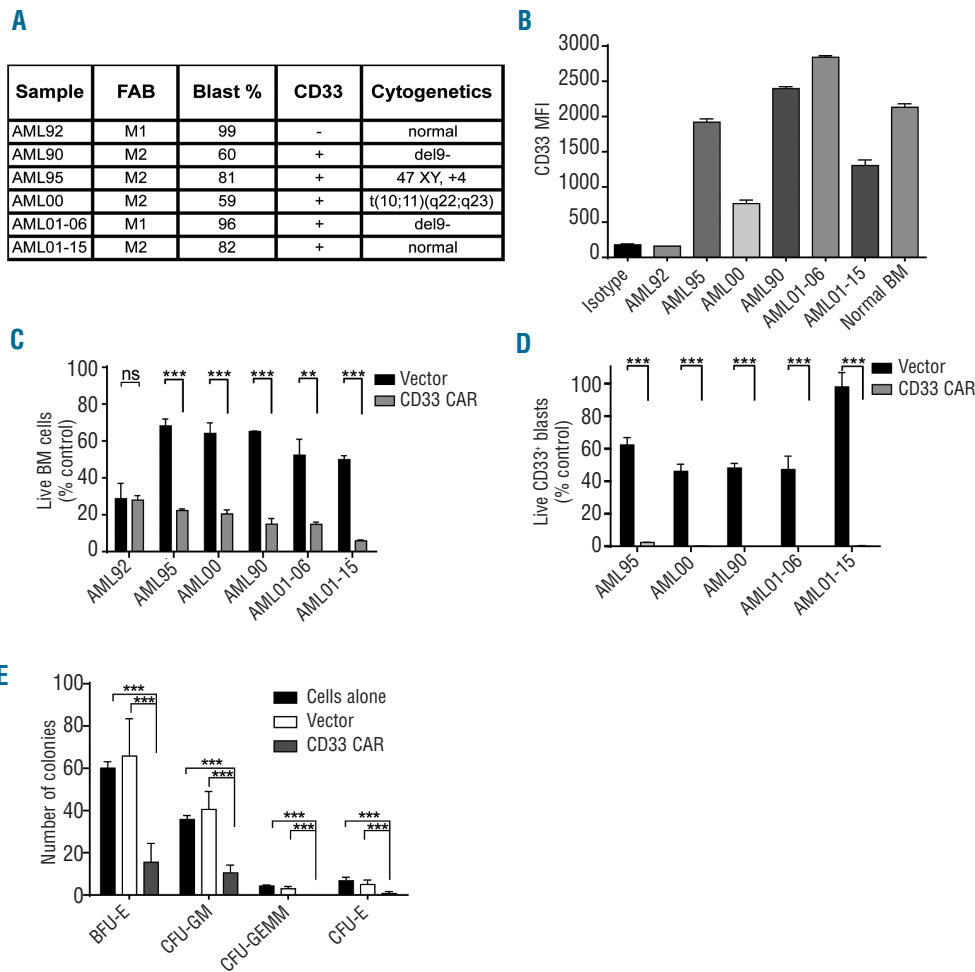 A
Sample FAB Blast % CD33 Cytogenetics
AML92 M1 99 - normal
AML90 M2 60 + del9-
AML95 M2 81 + 47 XY, +4
AML00 M2 59 + t(10;11)(q22;q23)
AML01-06 M1 96 + del9-
AML01-15 M2 82 + normal
B
CD33 MFI
3000
2500
2000
1500
1000
500
0
Isotype AML92 AML95 AML00 AML90 AML01-06 AML01-15 Normal BM
C
Live BM cells
(% control)
100
80
60
40
20
0
ns *** *** *** ** ***
Vector
CD33 CAR
AML92 AML95 AML00 AML90 AML01-06 AML01-15
D
Live CD33+ blasts
(% control)
100
80
60
40
20
0
*** *** *** *** ***
Vector
CD33 CAR
AML95 AML00 AML90 AML01-06 AML01-15
E
Number of colonies
100
80
60
40
20
0
*** *** *** ***
*** *** *** ***
Cells alone
Vector
CD33 CAR
BFU-E CFU-GM CFU-GEMM CFU-E